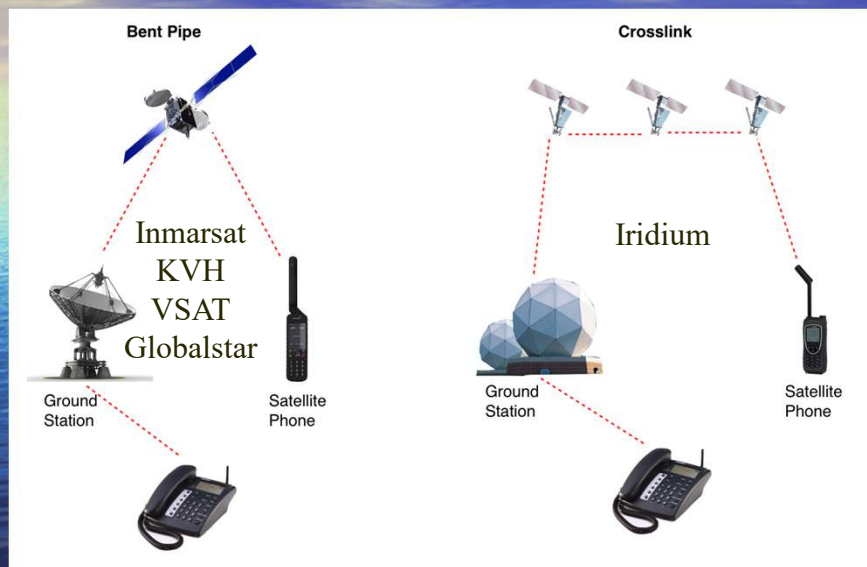 Bent Pipe
Inmarsat
KVH
VSAT
Globalstar
Ground
Station
Satellite
Phone
Crosslink
Iridium
Ground
Station
Satellite
Phone